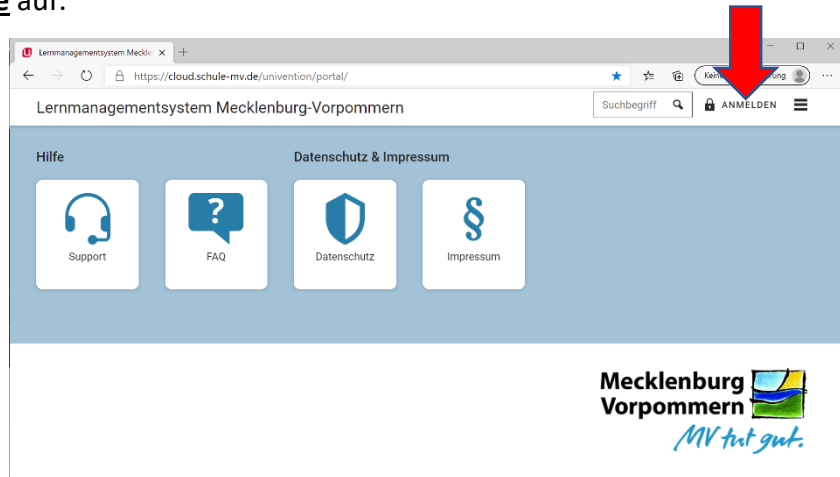 e auf.
Lernmanagementsystem Meckle
https://cloud.schule-mv.de/univention/portal/
Lernmanagementsystem Mecklenburg-Vorpommern
Suchbegriff
ANMELDEN
Hilfe
Datenschutz & Impressum
?
§
Support
FAQ
Datenschutz
Impressum
Mecklenburg
Vorpommern
MV tut gut.